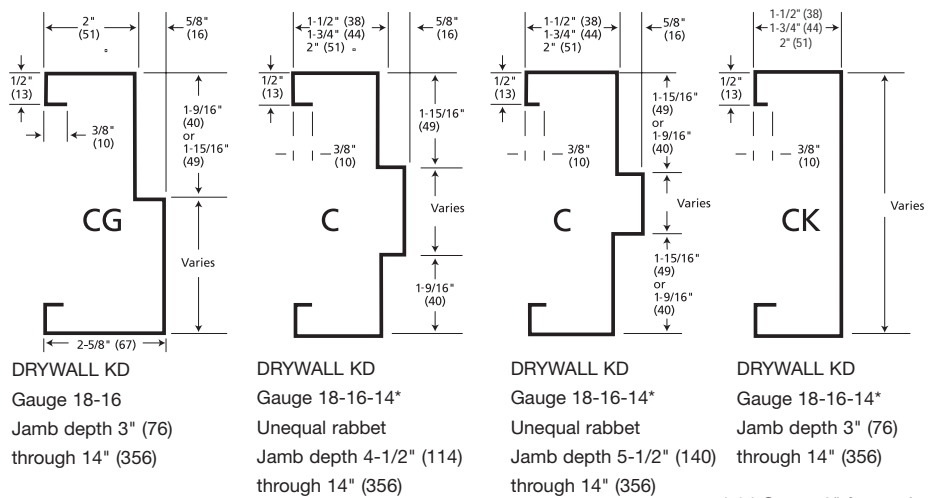 2"
(51)
5/8"
(16)
1/2"
(13)
3/8"
(10)
1-9/16"
(40)
or
1-15/16"
(49)
CG
Varies
2-5/8" (67)
DRYWALL KD
Gauge 18-16
Jamb depth 3" (76)
through 14" (356)
1-1/2" (38)
1-3/4" (44)
2" (51)
5/8"
(16)
1/2"
(13)
3/8"
(10)
1-15/16"
(49)
C
Varies
1-9/16"
(40)
DRYWALL KD
Gauge 18-16-14*
Unequal rabbet
Jamb depth 4-1/2" (114)
through 14" (356)
1-1/2" (38)
1-3/4" (44)
2" (51)
5/8"
(16)
1/2"
(13)
3/8"
(10)
1-15/16"
(49)
or
1-9/16"
(40)
C
Varies
1-15/16"
(49)
or
1-9/16"
(40)
DRYWALL KD
Gauge 18-16-14*
Unequal rabbet
Jamb depth 5-1/2" (140)
through 14" (356)
1-1/2" (38)
1-3/4" (44)
2" (51)
1/2"
(13)
3/8"
(10)
CK
Varies
DRYWALL KD
Gauge 18-16-14*
Jamb depth 3" (76)
through 14" (356)